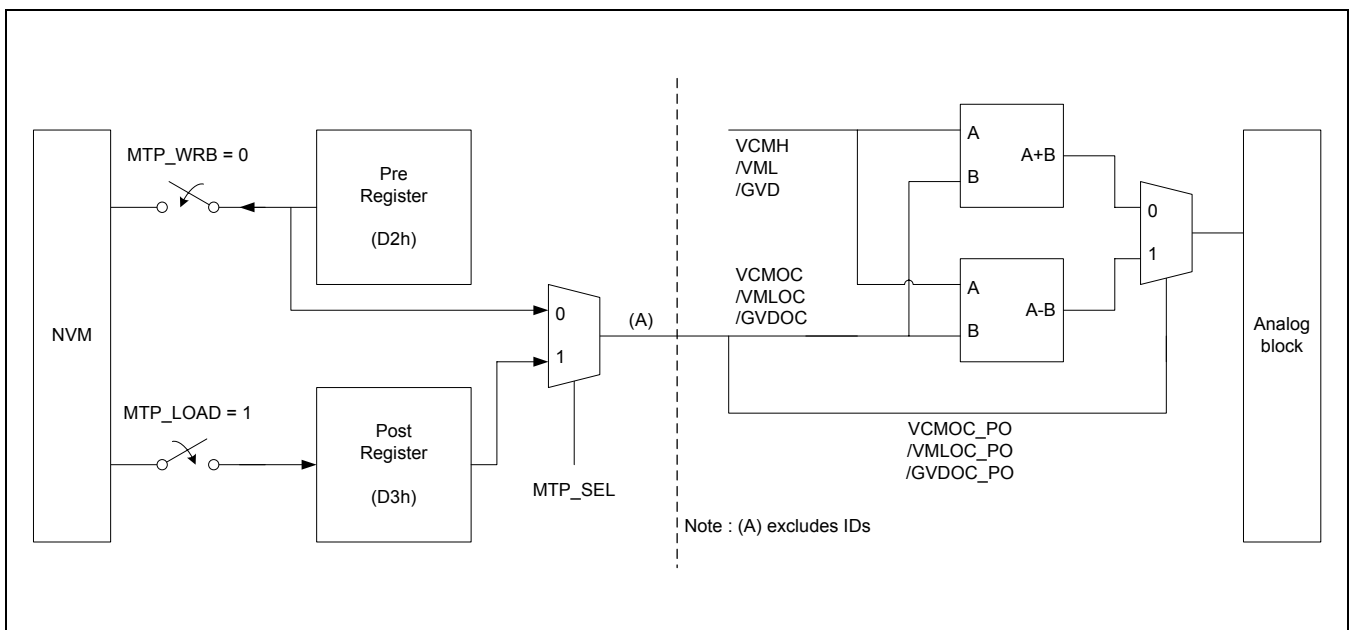 NVM
MTP_WRB = 0
Pre
Register
(D2h)
MTP_LOAD = 1
Post
Register
(D3h)
0
1
MTP_SEL
(A)
Note : (A) excludes IDs
VCMH
/VML
/GVD
VCMOC
/VMLOC
/GVDOC
A
B
A+B
A
B
A-B
VCMOC_PO
/VMLOC_PO
/GVDOC_PO
0
1
Analog
block